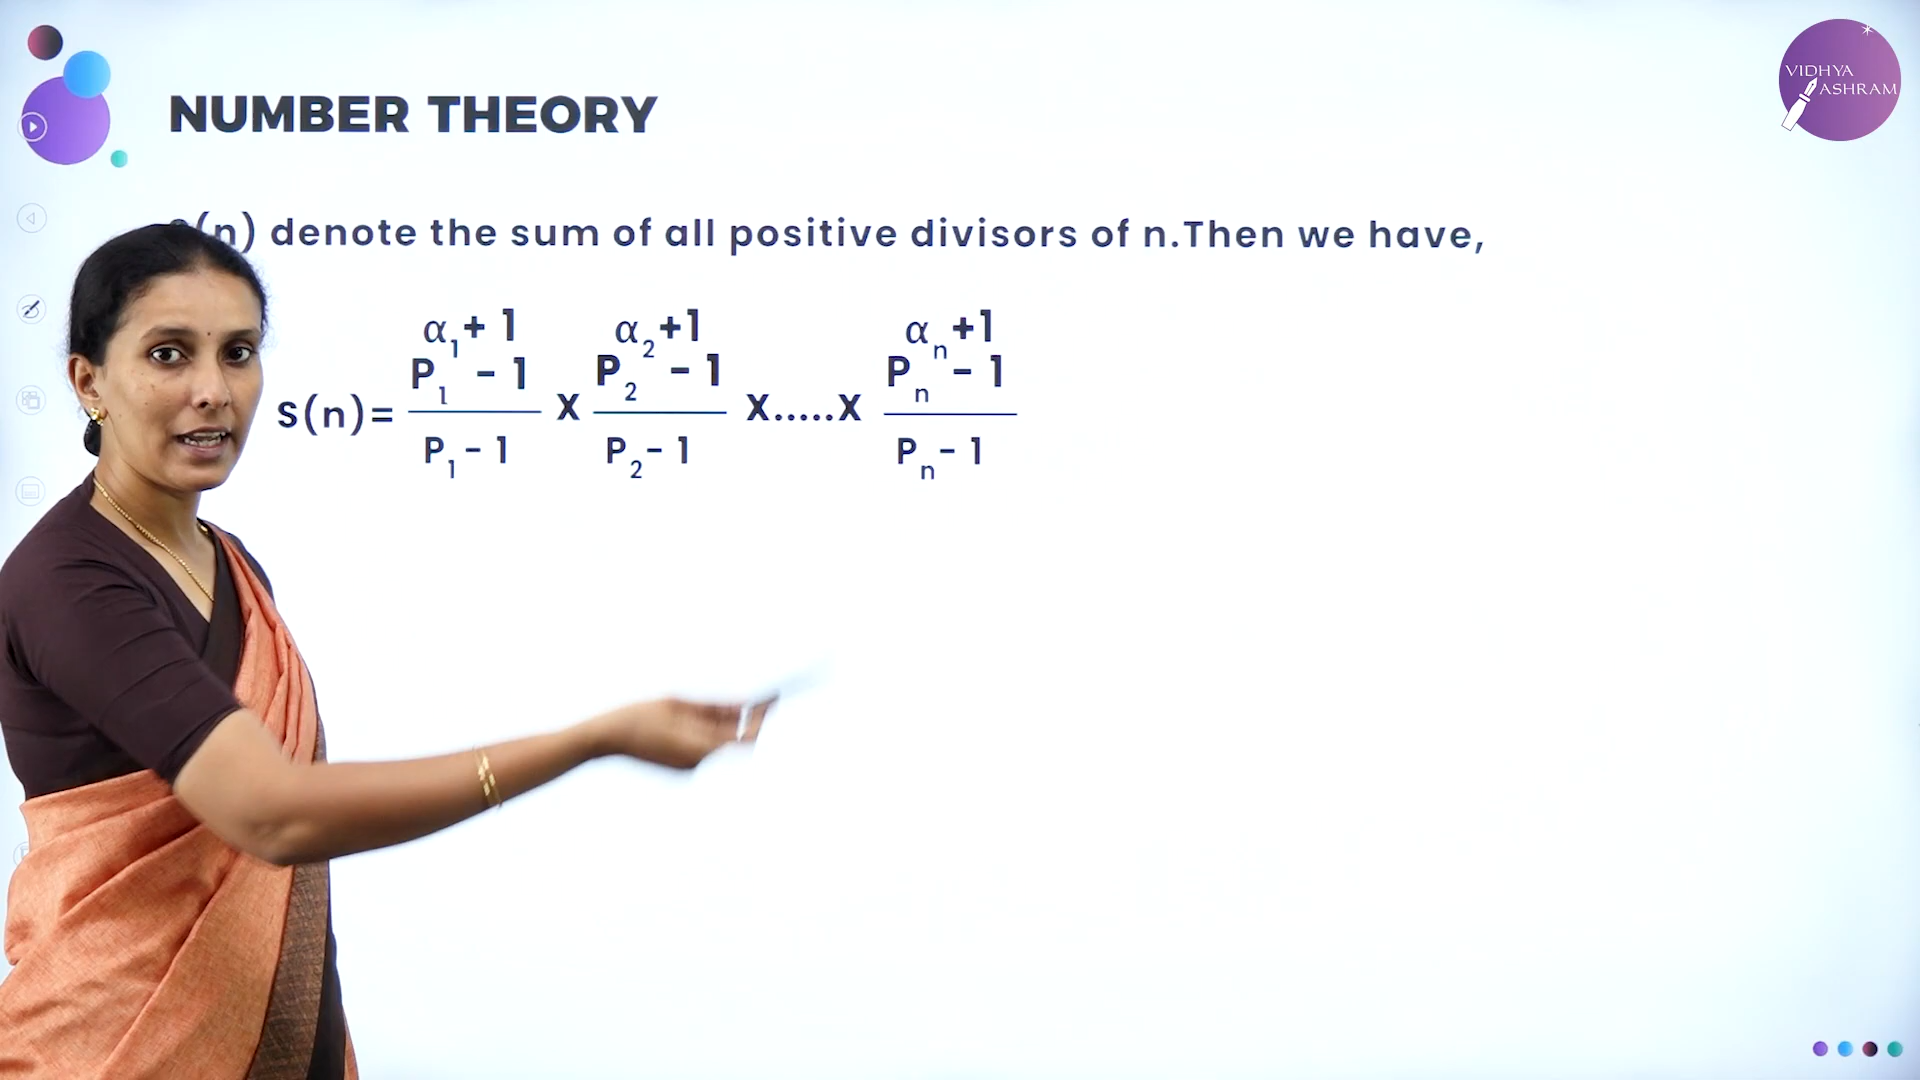 VIDHYA
ASHRAM
NUMBER THEORY
(n) denote the sum of all positive divisors of n.Then we have,
S(n)= P₁^(α₁+ 1) - 1 / P₁ - 1 X P₂^(α₂+1) - 1 / P₂ - 1 X.....X Pₙ^(αₙ+1) - 1 / Pₙ - 1